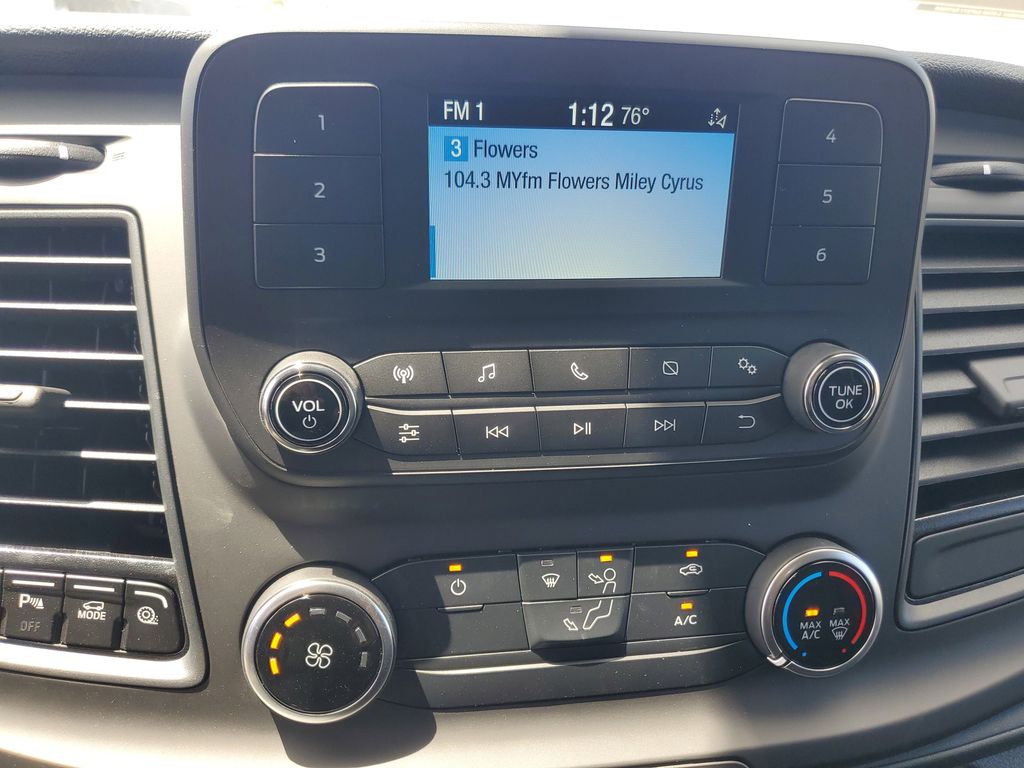 FM 1 1:12 76°
3 Flowers
104.3 MYfm Flowers Miley Cyrus
1
2
3
4
5
6
VOL
TUNE
OK
P
OFF
MODE
A/C
MAX
A/C
MAX